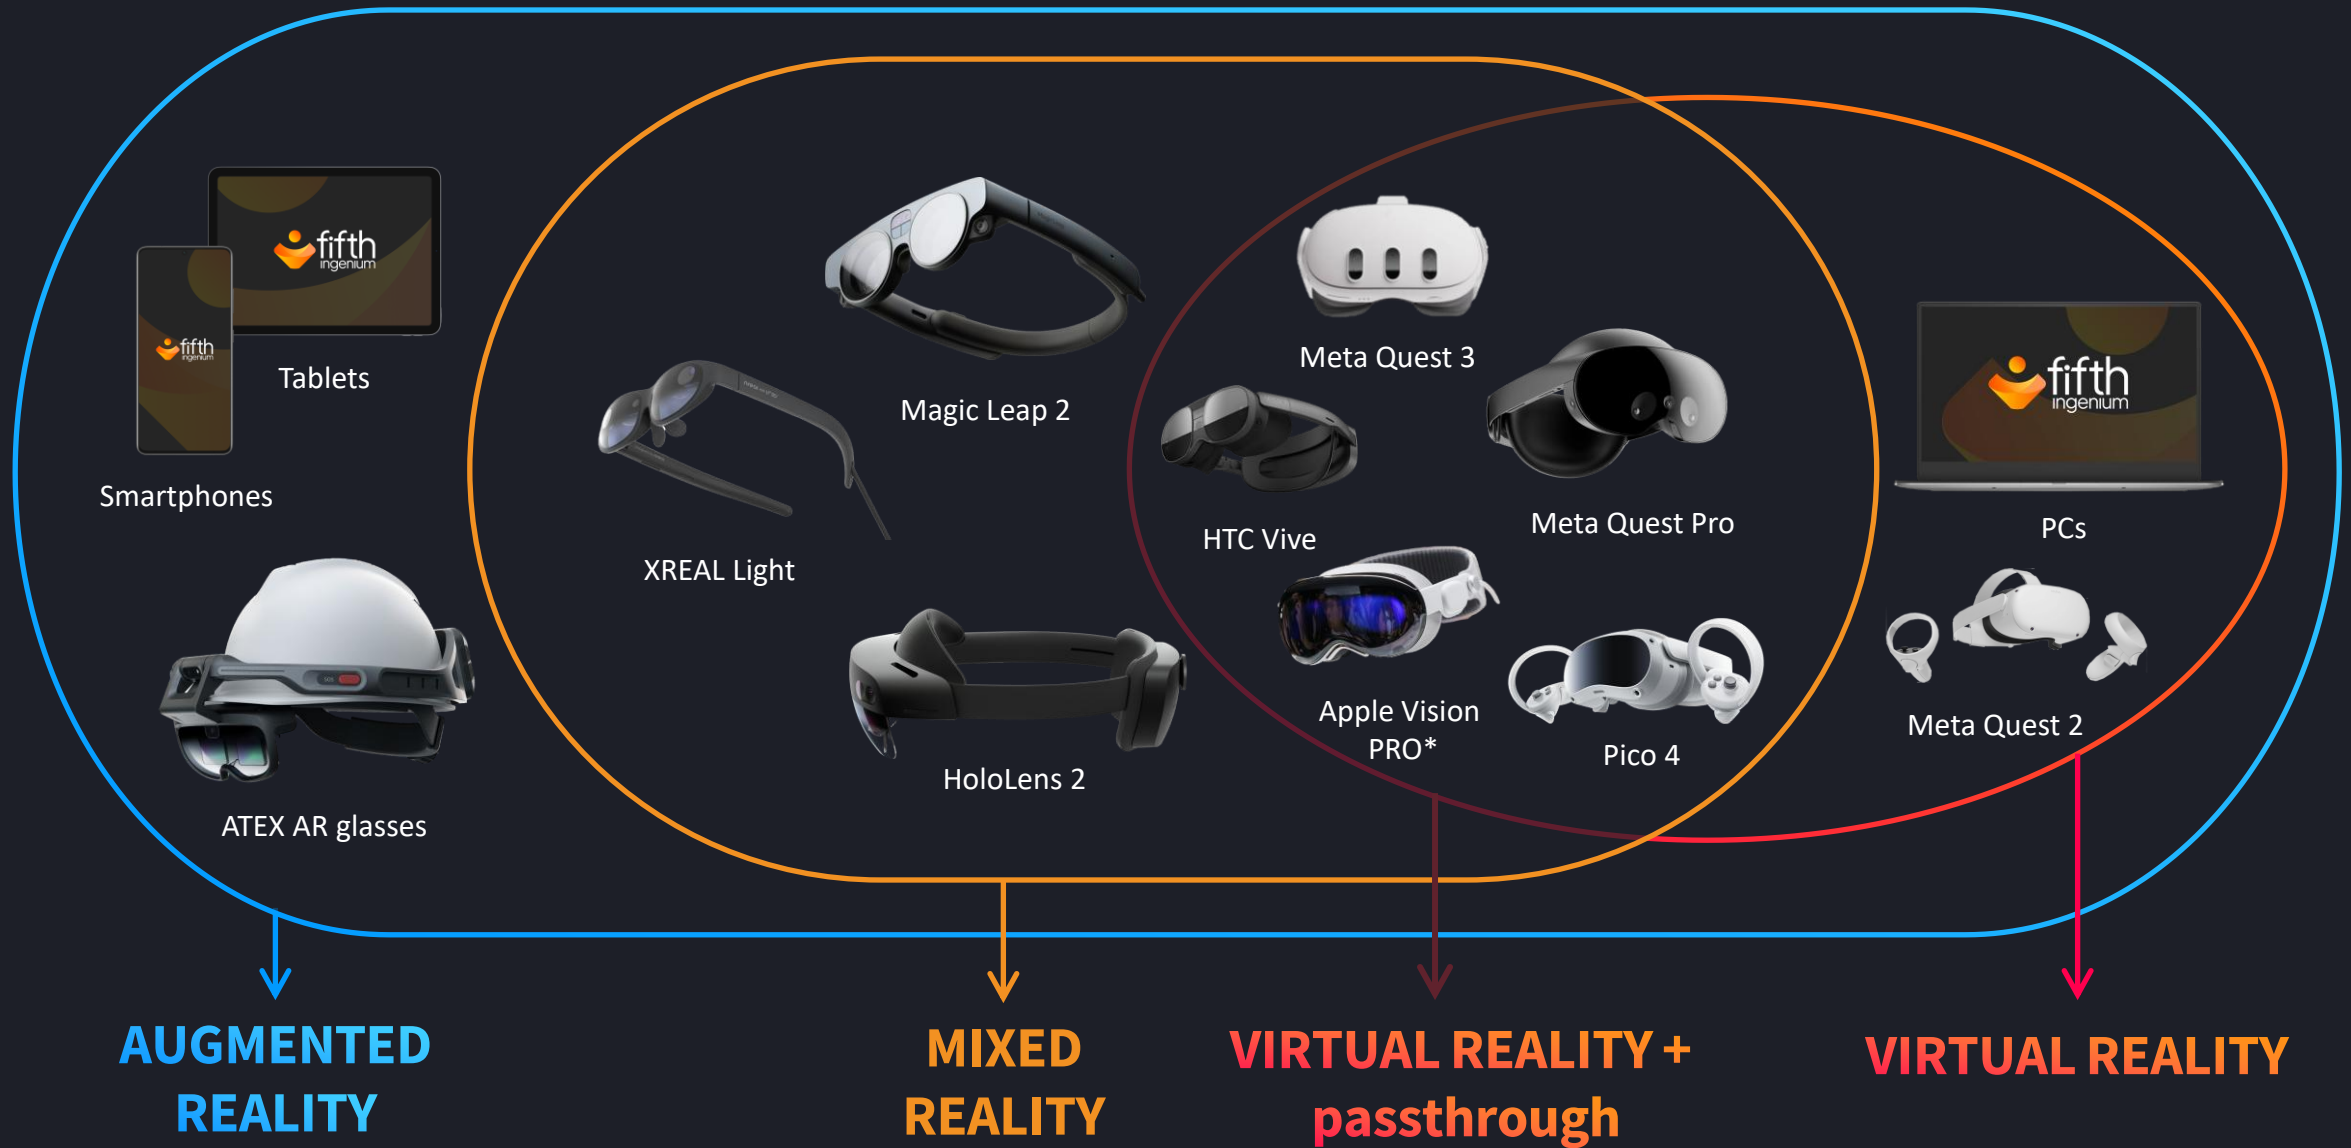 fifth
ingenium
fifth
ingenium
Tablets
Smartphones
ATEX AR glasses
Magic Leap 2
XREAL Light
HoloLens 2
Meta Quest 3
Meta Quest Pro
HTC Vive
Apple Vision
PRO*
Pico 4
fifth
ingenium
PCs
Meta Quest 2
AUGMENTED
REALITY
MIXED
REALITY
VIRTUAL REALITY +
passthrough
VIRTUAL REALITY